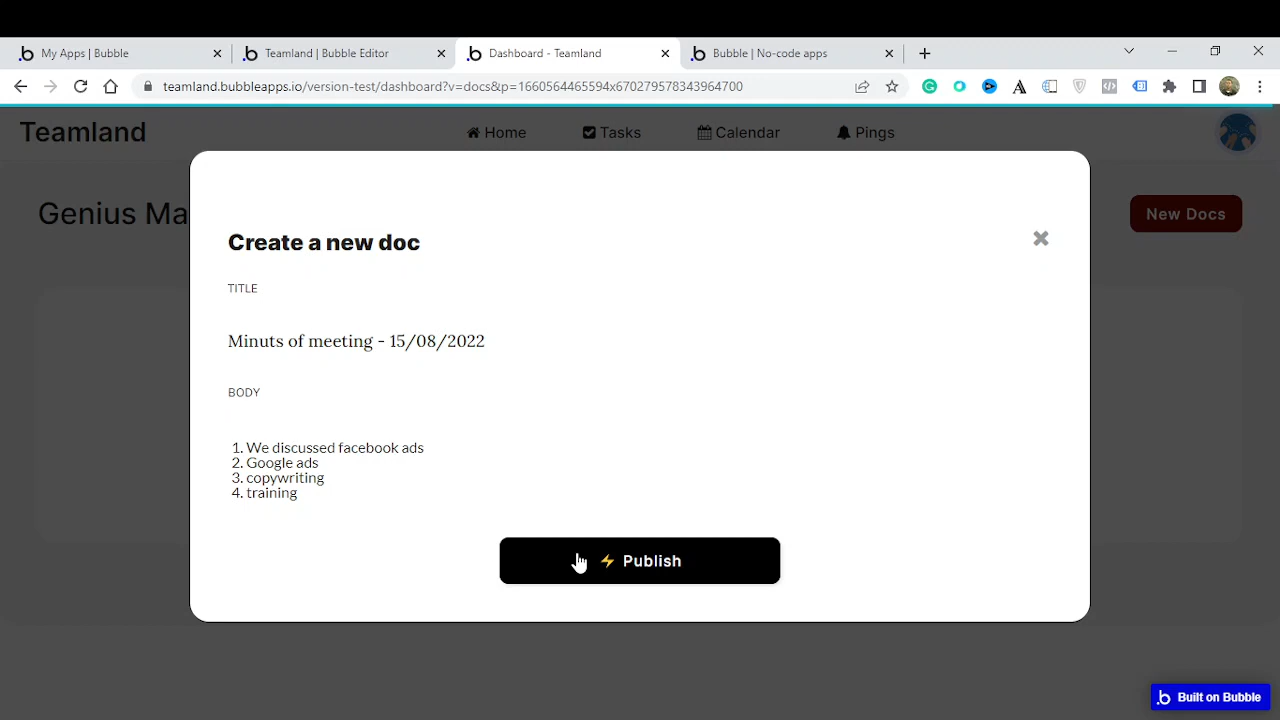 My Apps | Bubble
Teamland | Bubble Editor
Dashboard - Teamland
Bubble | No-code apps
teamland.bubbleapps.io/version-test/dashboard?v=docs&p=1660564465594x670279578343964700
Teamland
Home
Tasks
Calendar
Pings
Genius Ma
New Docs
Create a new doc
TITLE
Minuts of meeting - 15/08/2022
BODY
1. We discussed facebook ads
2. Google ads
3. copywriting
4. training
⚡ Publish
Built on Bubble